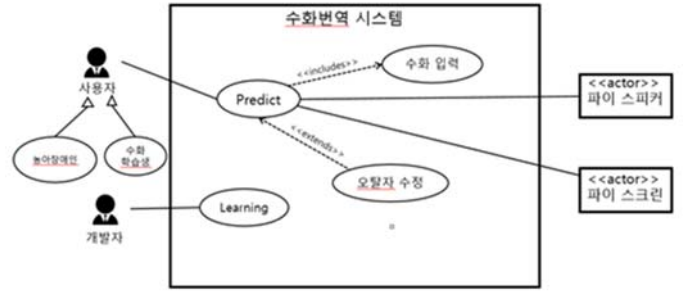 수화번역 시스템
사용자
농아장애인
수화
학습생
개발자
Predict
<<includes>>
수화 입력
<<extends>>
오탈자 수정
Learning
<<actor>>
파이 스피커
<<actor>>
파이 스크린